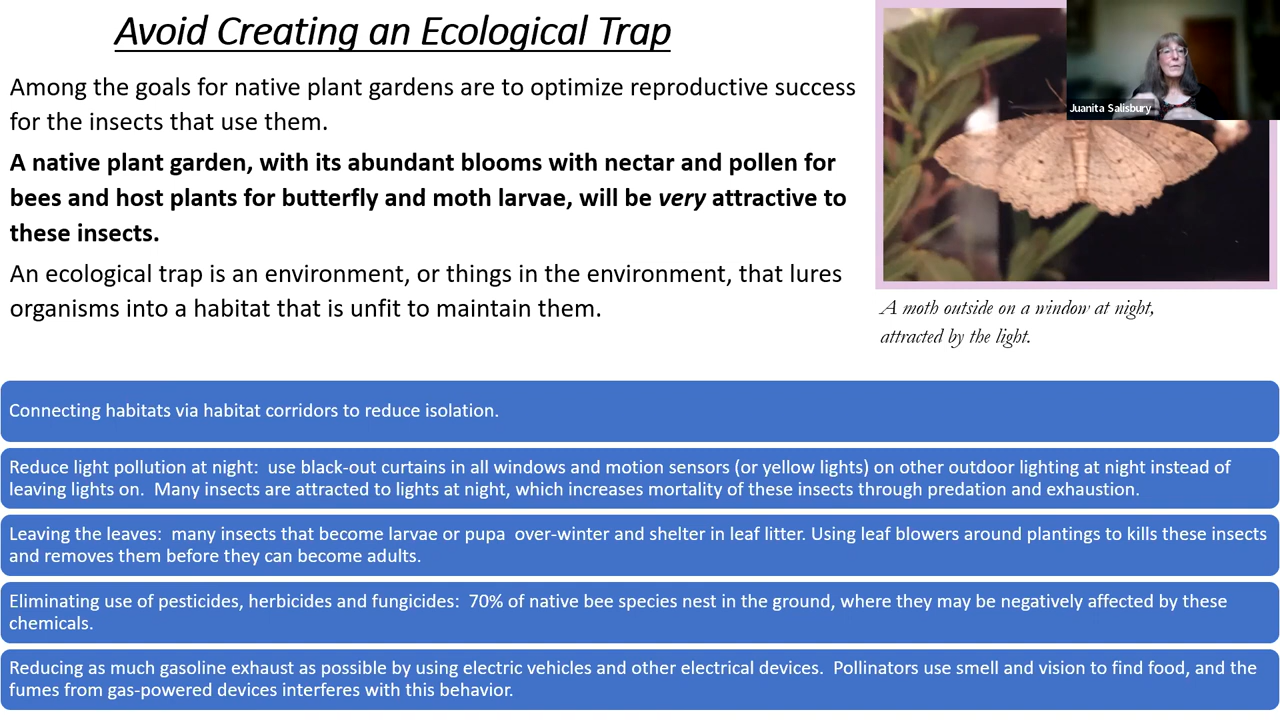 Avoid Creating an Ecological Trap
Among the goals for native plant gardens are to optimize reproductive success
for the insects that use them.
A native plant garden, with its abundant blooms with nectar and pollen for
bees and host plants for butterfly and moth larvae, will be very attractive to
these insects.
An ecological trap is an environment, or things in the environment, that lures
organisms into a habitat that is unfit to maintain them.
Juanita Salisbury
A moth outside on a window at night,
attracted by the light.
Connecting habitats via habitat corridors to reduce isolation.
Reduce light pollution at night:  use black-out curtains in all windows and motion sensors (or yellow lights) on other outdoor lighting at night instead of
leaving lights on.  Many insects are attracted to lights at night, which increases mortality of these insects through predation and exhaustion.
Leaving the leaves:  many insects that become larvae or pupa  over-winter and shelter in leaf litter. Using leaf blowers around plantings to kills these insects
and removes them before they can become adults.
Eliminating use of pesticides, herbicides and fungicides:  70% of native bee species nest in the ground, where they may be negatively affected by these
chemicals.
Reducing as much gasoline exhaust as possible by using electric vehicles and other electrical devices.  Pollinators use smell and vision to find food, and the
fumes from gas-powered devices interferes with this behavior.